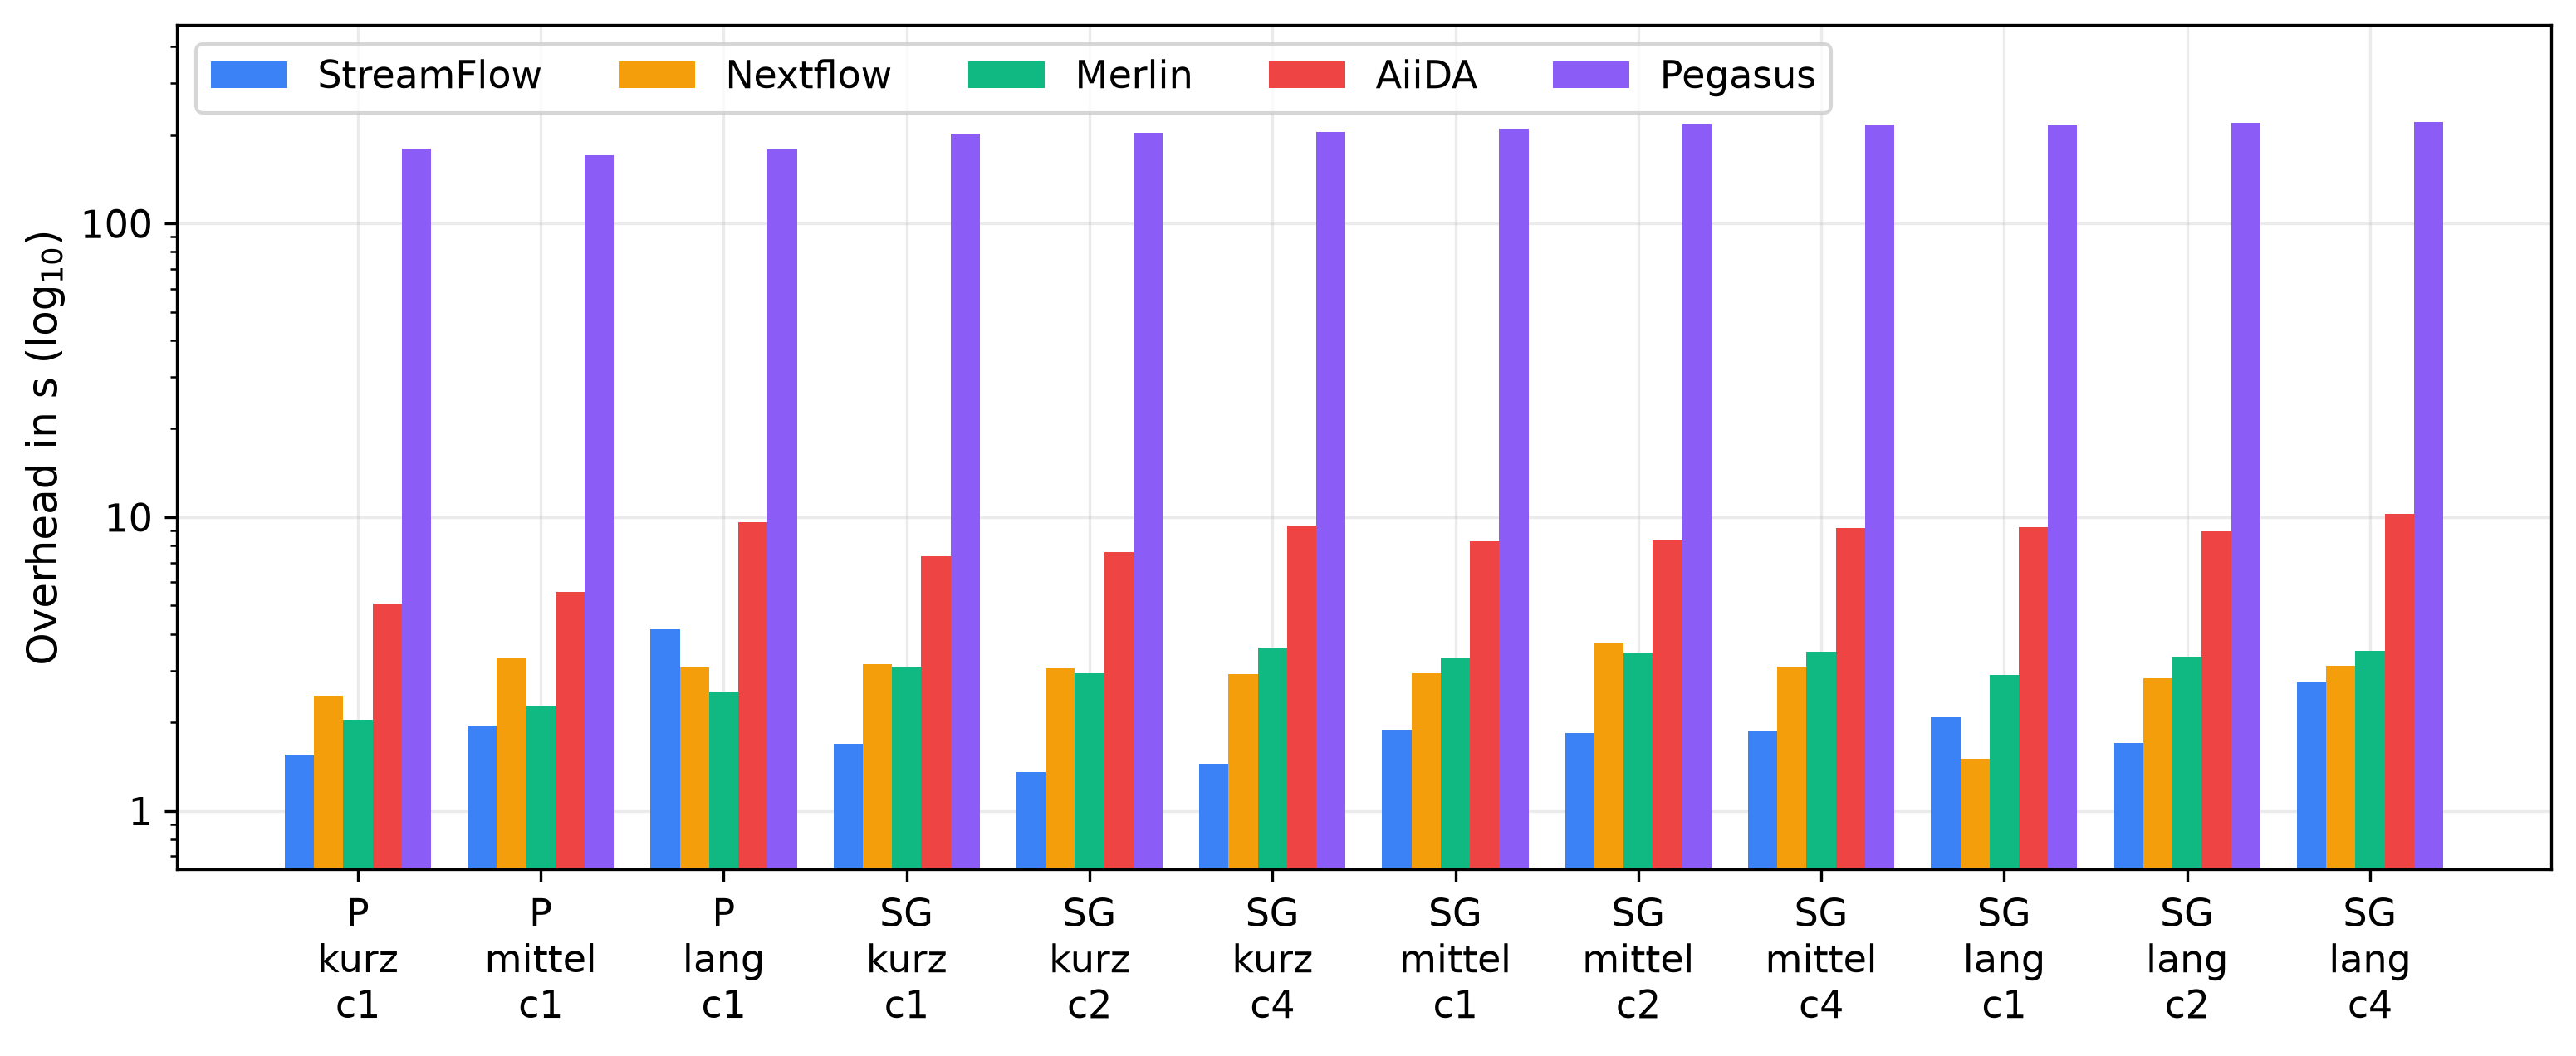 StreamFlow Nextflow Merlin AiiDA Pegasus
Overhead in s (log₁₀)
100
10
1
P P P SG SG SG SG SG SG SG SG SG
kurz mittel lang kurz kurz kurz mittel mittel mittel lang lang lang
c1 c1 c1 c1 c2 c4 c1 c2 c4 c1 c2 c4